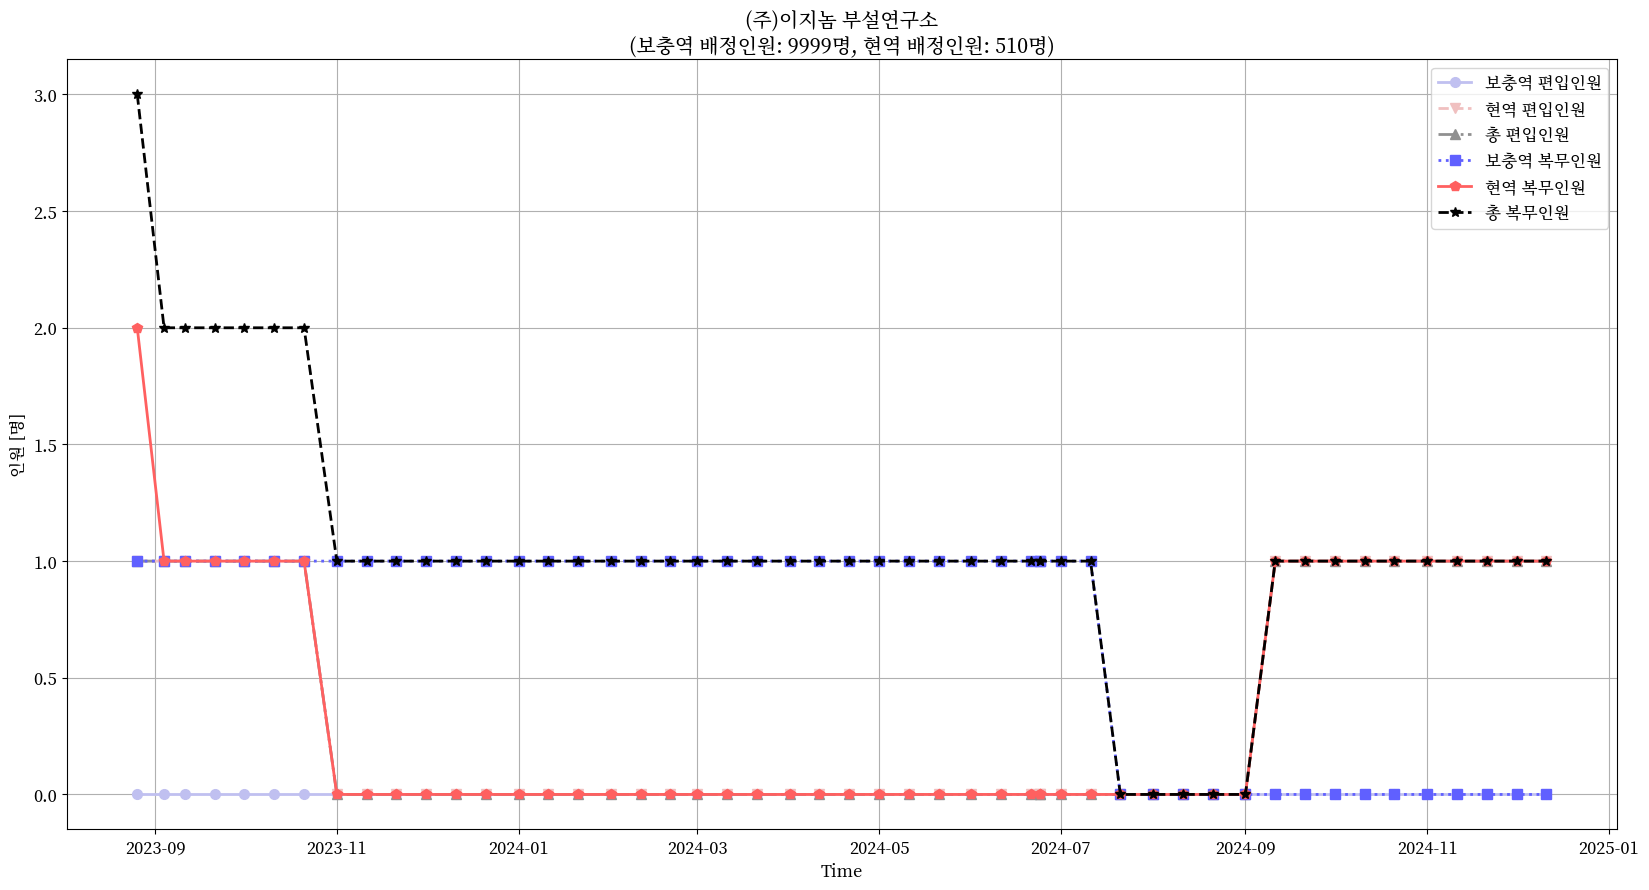 (주)이지놈 부설연구소
(보충역 배정인원: 9999명, 현역 배정인원: 510명)
보충역 편입인원
현역 편입인원
총 편입인원
보충역 복무인원
현역 복무인원
총 복무인원
3.0
2.5
2.0
1.5
1.0
0.5
0.0
인원 [명]
2023-09 2023-11 2024-01 2024-03 2024-05 2024-07 2024-09 2024-11 2025-01
Time